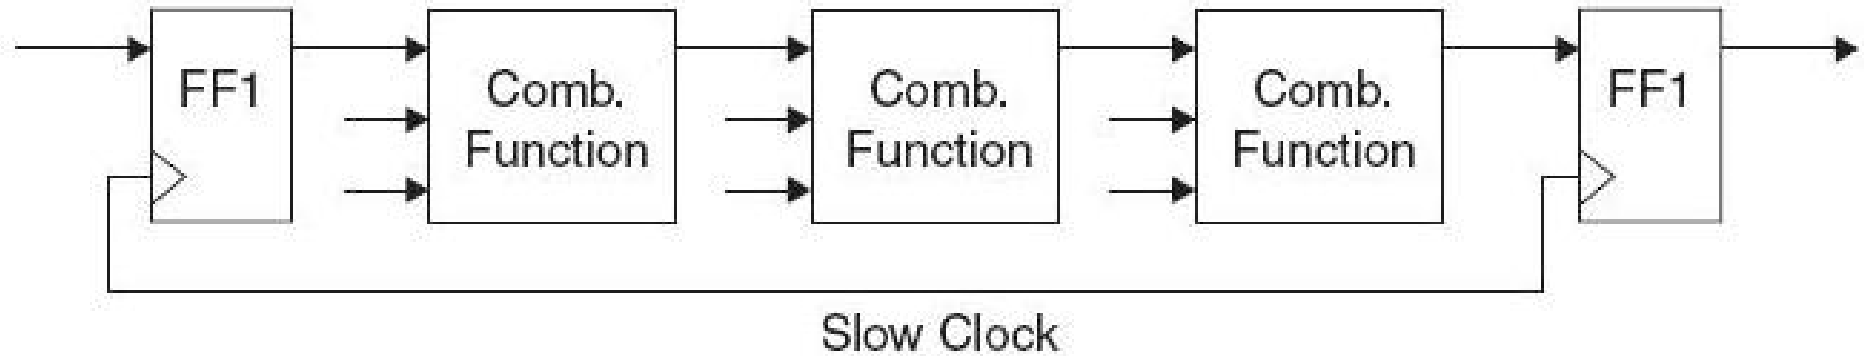 FF1
Comb.
Function
Comb.
Function
Comb.
Function
FF1
Slow Clock